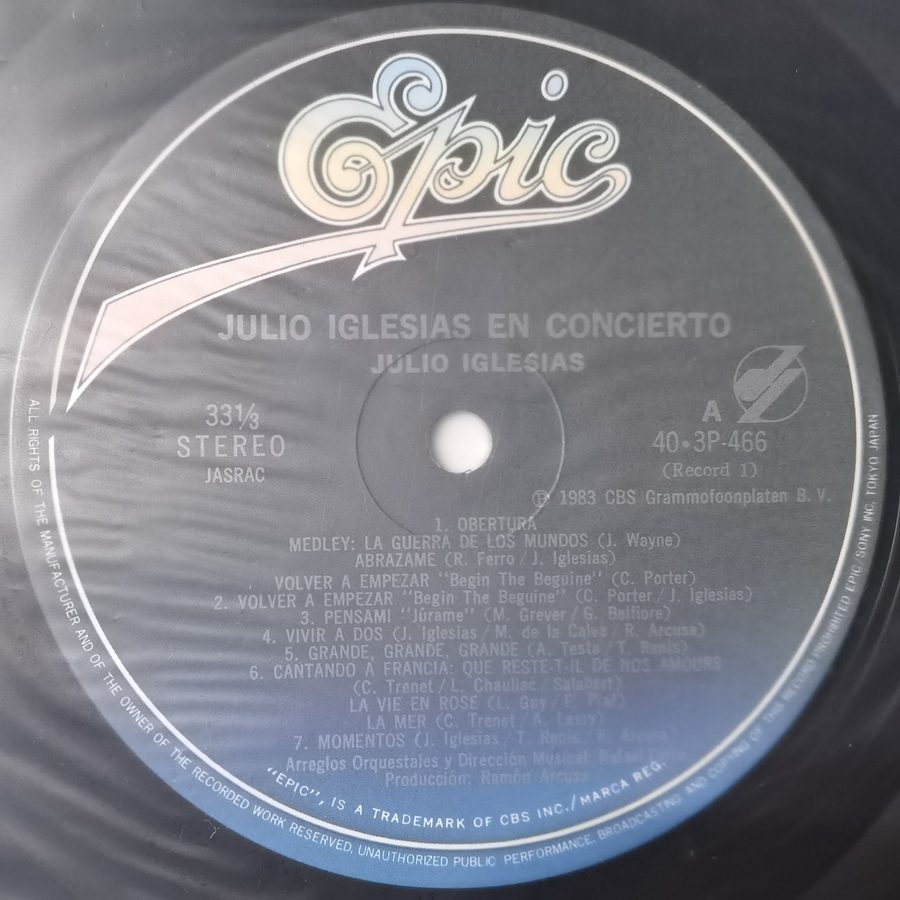 Epic
JULIO IGLESIAS EN CONCIERTO
JULIO IGLESIAS
33⅓
STEREO
JASRAC
A
40•3P-466
(Record 1)
Ⓟ 1983 CBS Grammofoonplaten B.V.
1. OBERTURA
MEDLEY: LA GUERRA DE LOS MUNDOS (J. Wayne)
ABRAZAME (R. Ferro/J. Iglesias)
VOLVER A EMPEZAR "Begin The Beguine" (C. Porter)
2. VOLVER A EMPEZAR "Begin The Beguine" (C. Porter/J. Iglesias)
3. PENSAMI "Júrame" (M. Grever/G. Belfiore)
4. VIVIR A DOS (J. Iglesias/M. de la Calva/R. Arcusa)
5. GRANDE, GRANDE, GRANDE (A. Testa/T. Renis)
6. CANTANDO A FRANCIA: QUE RESTE-T-IL DE NOS AMOURS
(C. Trenet/L. Chauliac/Salabert)
LA VIE EN ROSE (L. Guy/E. Piaf)
LA MER (C. Trenet/A. Lasry)
7. MOMENTOS (J. Iglesias/T. Renis/R. Arcusa)
Arreglos Orquestales y Dirección Musical:
Producción: Ramón Arcusa
"EPIC", IS A TRADEMARK OF CBS INC./MARCA REG.
ALL RIGHTS OF THE MANUFACTURER AND OF THE OWNER OF THE RECORDED WORK RESERVED. UNAUTHORIZED PUBLIC PERFORMANCE, BROADCASTING AND COPYING OF THIS RECORD PROHIBITED EPIC/SONY INC. TOKYO JAPAN